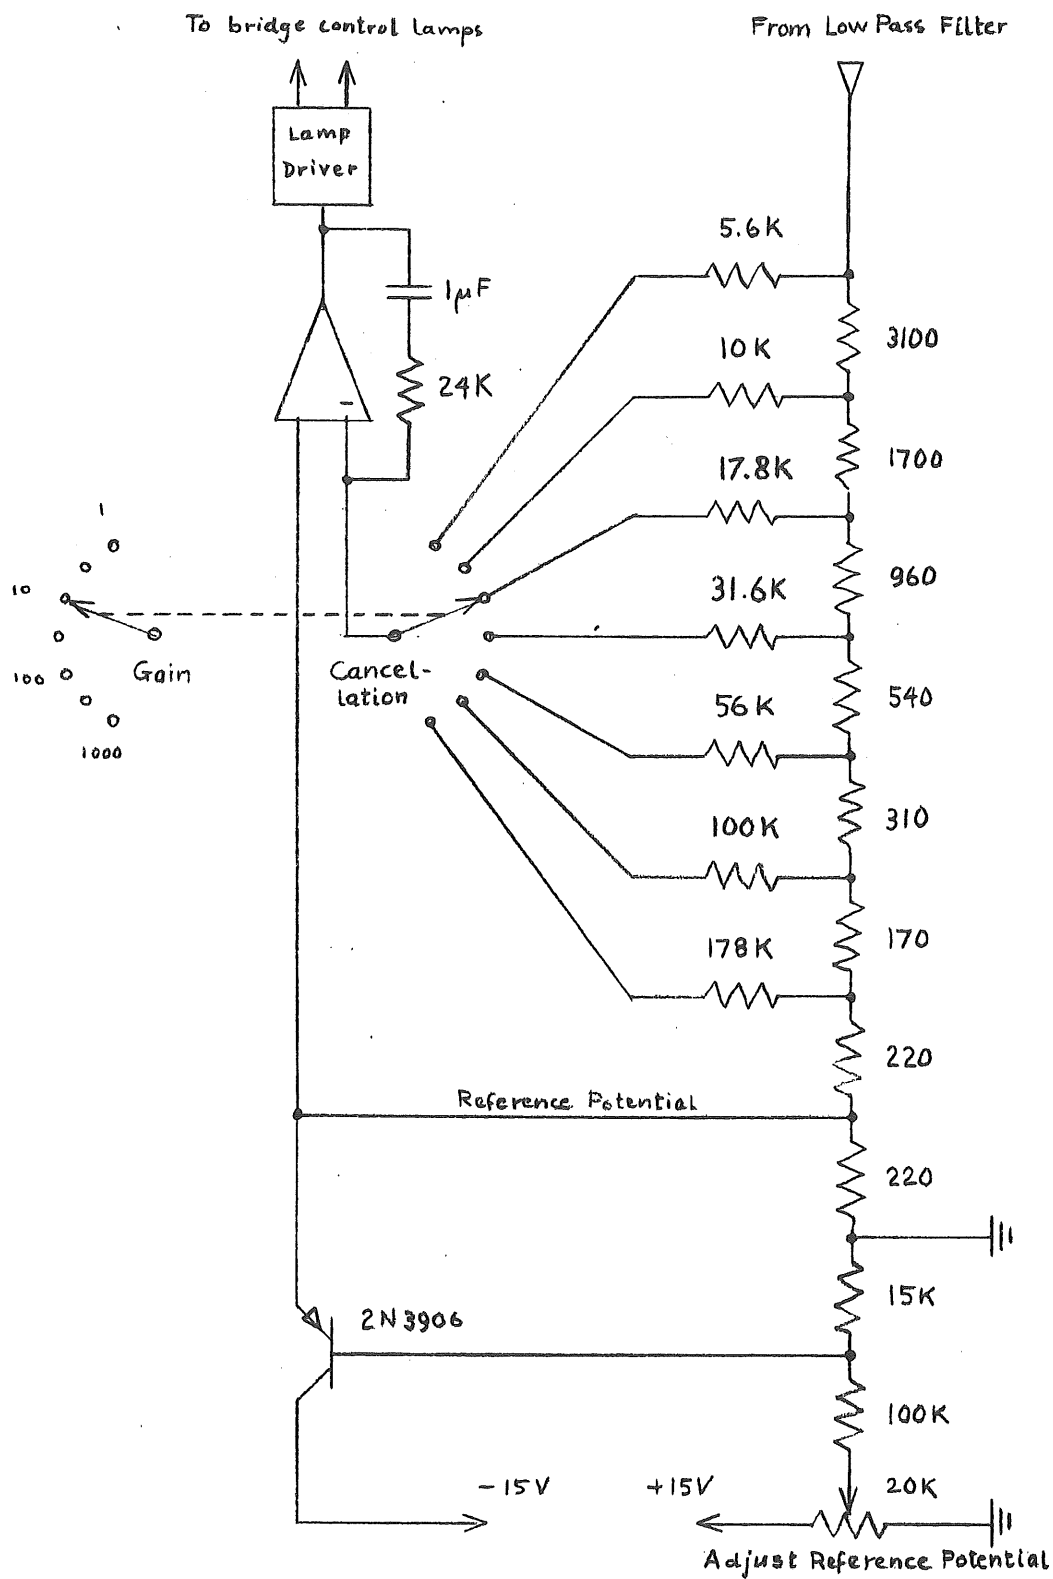 To bridge control lamps
From Low Pass Filter
Lamp
Driver
5.6K
1µF
3100
10K
24K
-
1700
17.8K
1
960
10
31.6K
100
Gain
Cancel-
lation
540
56K
1000
310
100K
170
178K
220
Reference Potential
220
15K
2N3906
100K
-15V
+15V
20K
Adjust Reference Potential